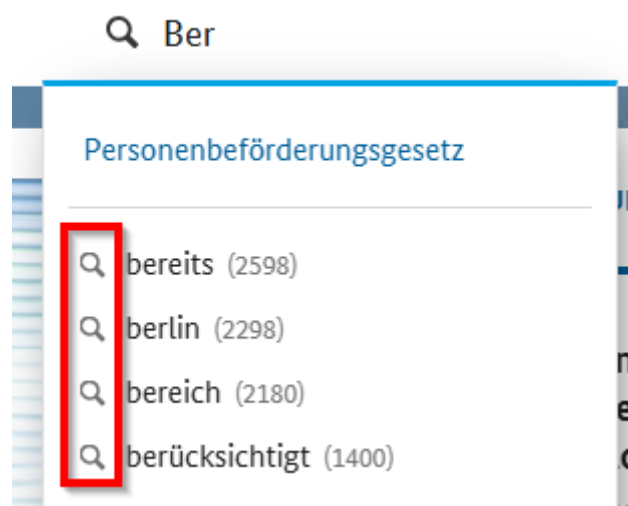 Ber
Personenbeförderungsgesetz
bereits (2598)
berlin (2298)
bereich (2180)
berücksichtigt (1400)